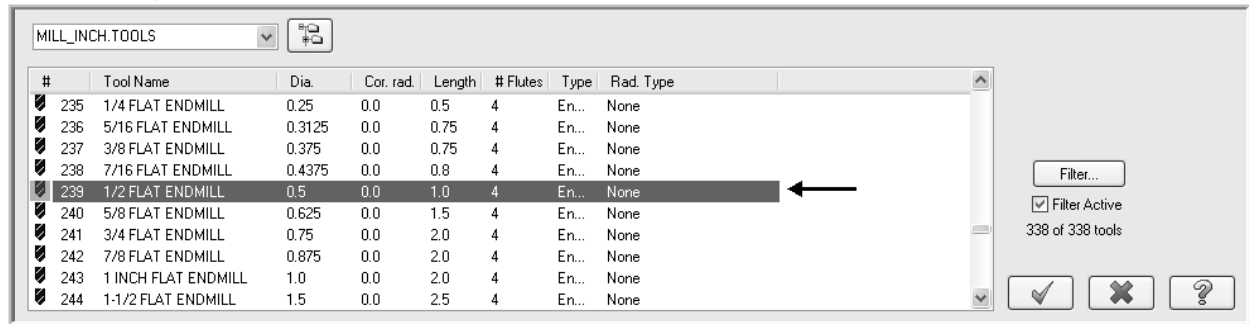 MILL_INCH.TOOLS
# Tool Name Dia. Cor. rad. Length # Flutes Type Rad. Type
235 1/4 FLAT ENDMILL 0.25 0.0 0.5 4 En... None
236 5/16 FLAT ENDMILL 0.3125 0.0 0.75 4 En... None
237 3/8 FLAT ENDMILL 0.375 0.0 0.75 4 En... None
238 7/16 FLAT ENDMILL 0.4375 0.0 0.8 4 En... None
239 1/2 FLAT ENDMILL 0.5 0.0 1.0 4 En... None
240 5/8 FLAT ENDMILL 0.625 0.0 1.5 4 En... None
241 3/4 FLAT ENDMILL 0.75 0.0 2.0 4 En... None
242 7/8 FLAT ENDMILL 0.875 0.0 2.0 4 En... None
243 1 INCH FLAT ENDMILL 1.0 0.0 2.0 4 En... None
244 1-1/2 FLAT ENDMILL 1.5 0.0 2.5 4 En... None
Filter...
Filter Active
338 of 338 tools
?